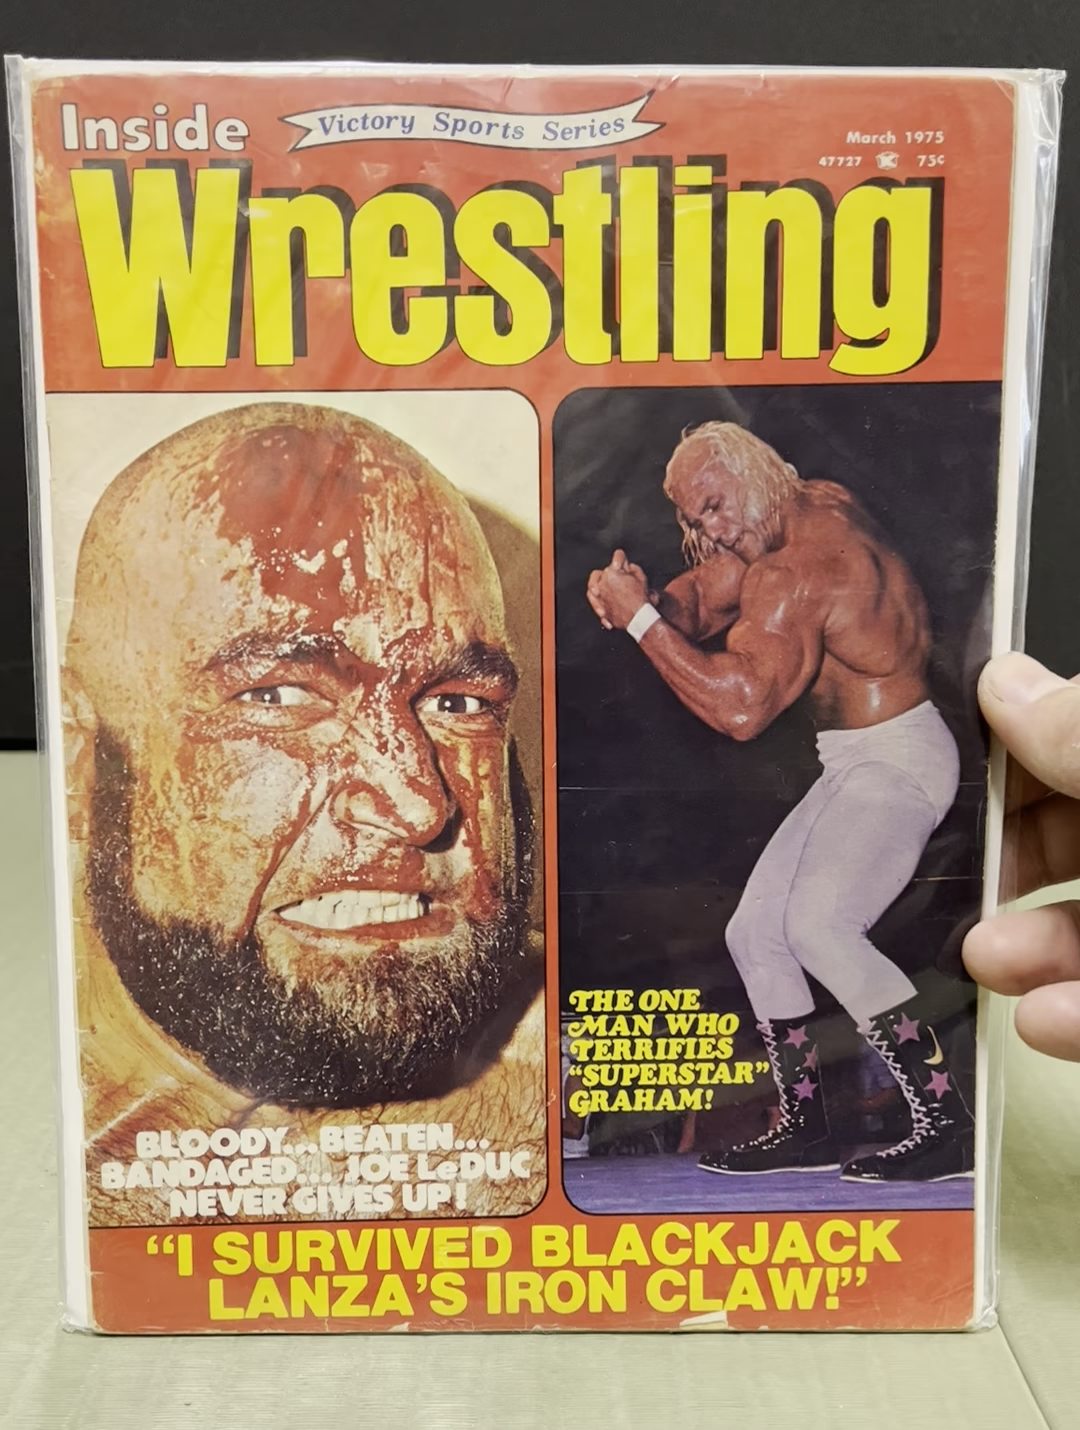 Inside
Victory Sports Series
March 1975
47727 K 75¢
Wrestling
BLOODY... BEATEN...
BANDAGED... JOE LeDUC
NEVER GIVES UP!
THE ONE
MAN WHO
TERRIFIES
“SUPERSTAR”
GRAHAM!
“I SURVIVED BLACKJACK
LANZA’S IRON CLAW!”